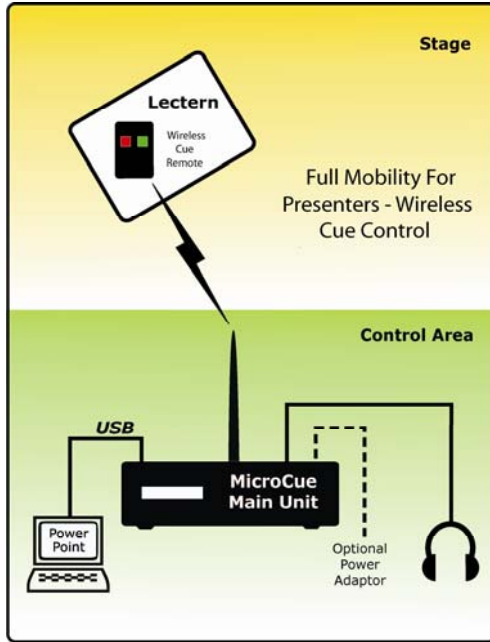 Stage
Lectern
Wireless
Cue
Remote
Full Mobility For
Presenters - Wireless
Cue Control
Control Area
USB
MicroCue
Main Unit
Power
Point
Optional
Power
Adaptor